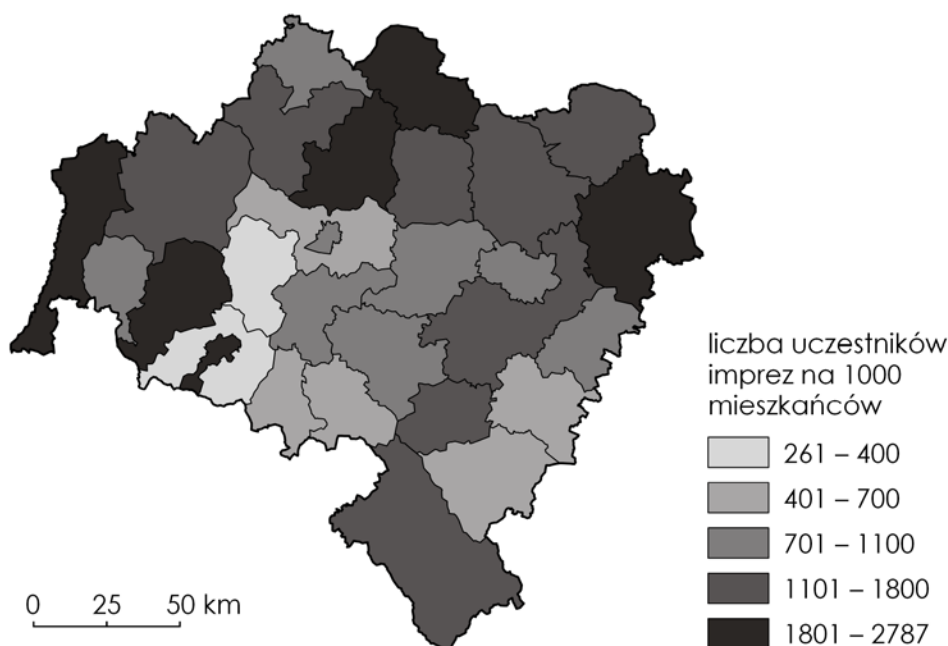 liczba uczestników
imprez na 1000
mieszkańców
261 – 400
401 – 700
701 – 1100
1101 – 1800
1801 – 2787
0 25 50 km